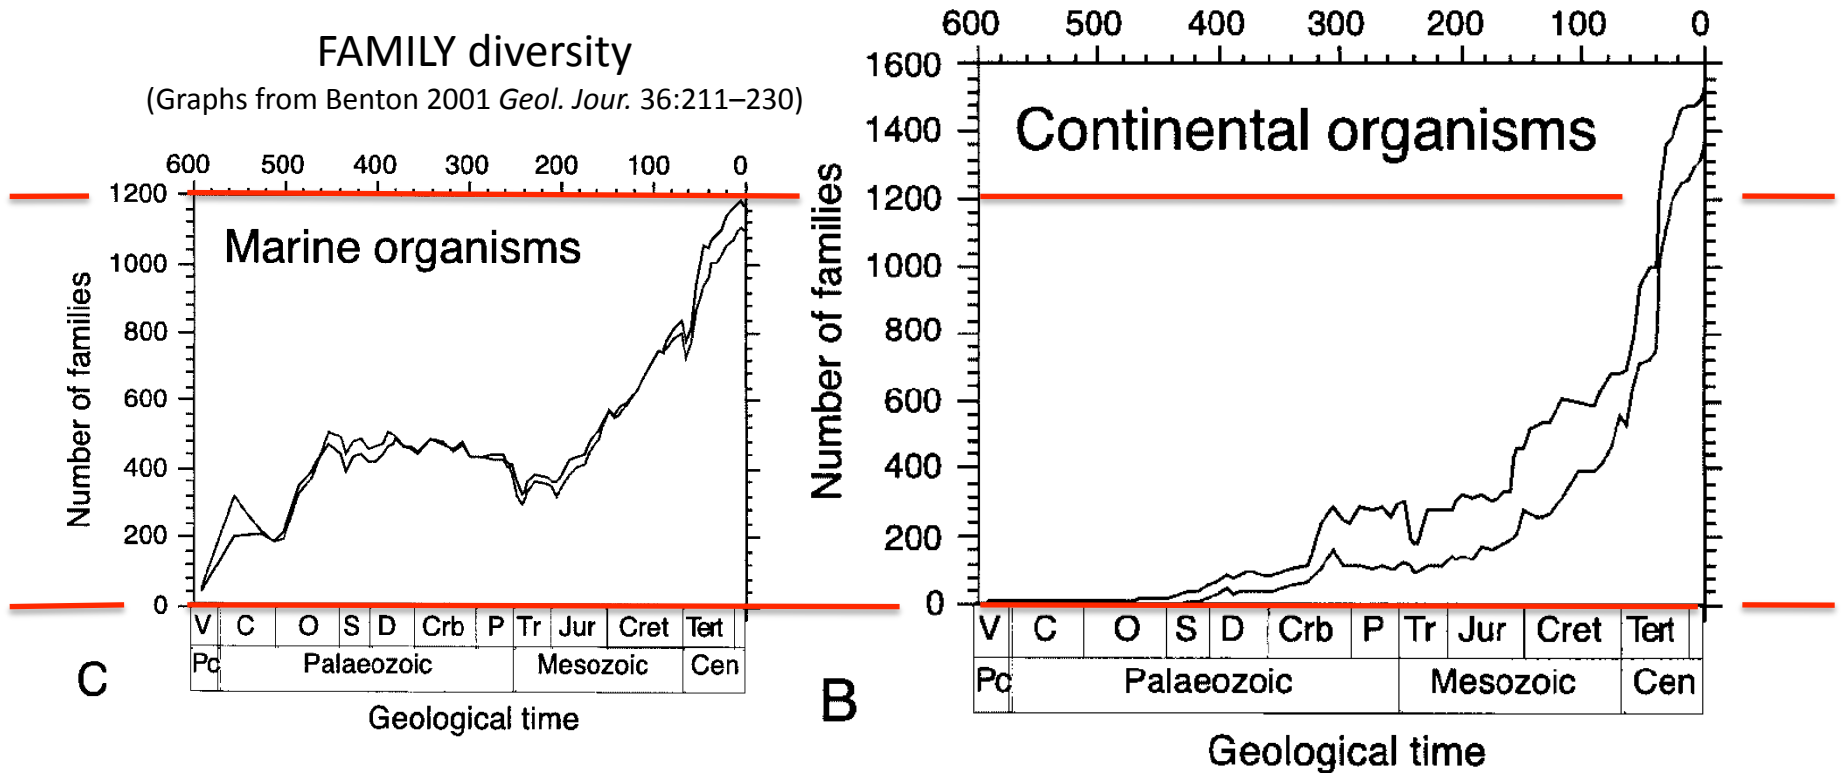 FAMILY diversity
(Graphs from Benton 2001 Geol. Jour. 36:211–230)
600 500 400 300 200 100 0
1200
1000
800
600
400
200
0
Number of families
Marine organisms
V C O S D Crb P Tr Jur Cret Tert
Pc Palaeozoic Mesozoic Cen
C
Geological time
600 500 400 300 200 100 0
1600
1400
1200
1000
800
600
400
200
0
Number of families
Continental organisms
V C O S D Crb P Tr Jur Cret Tert
Pc Palaeozoic Mesozoic Cen
B
Geological time